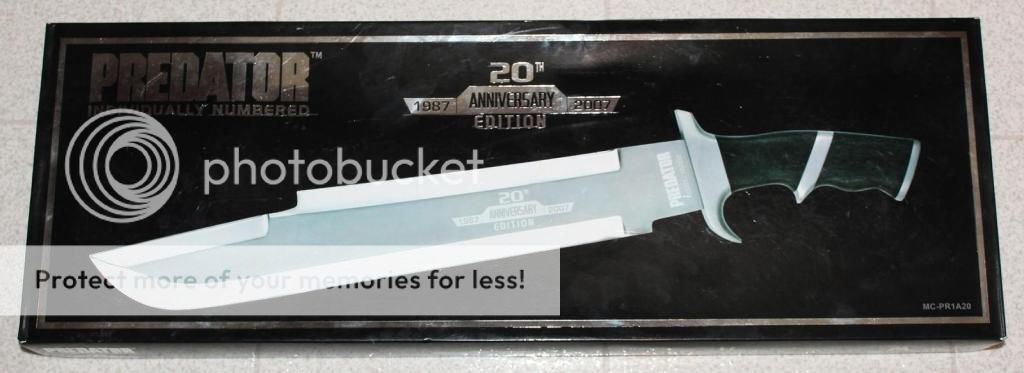 PREDATOR™
INDIVIDUALLY NUMBERED
20TH
1987 ANNIVERSARY 2007
EDITION
photobucket
PREDATOR
20TH
1987 ANNIVERSARY 2007
EDITION
Protect more of your memories for less!
MC-PR1A20
PREDATOR